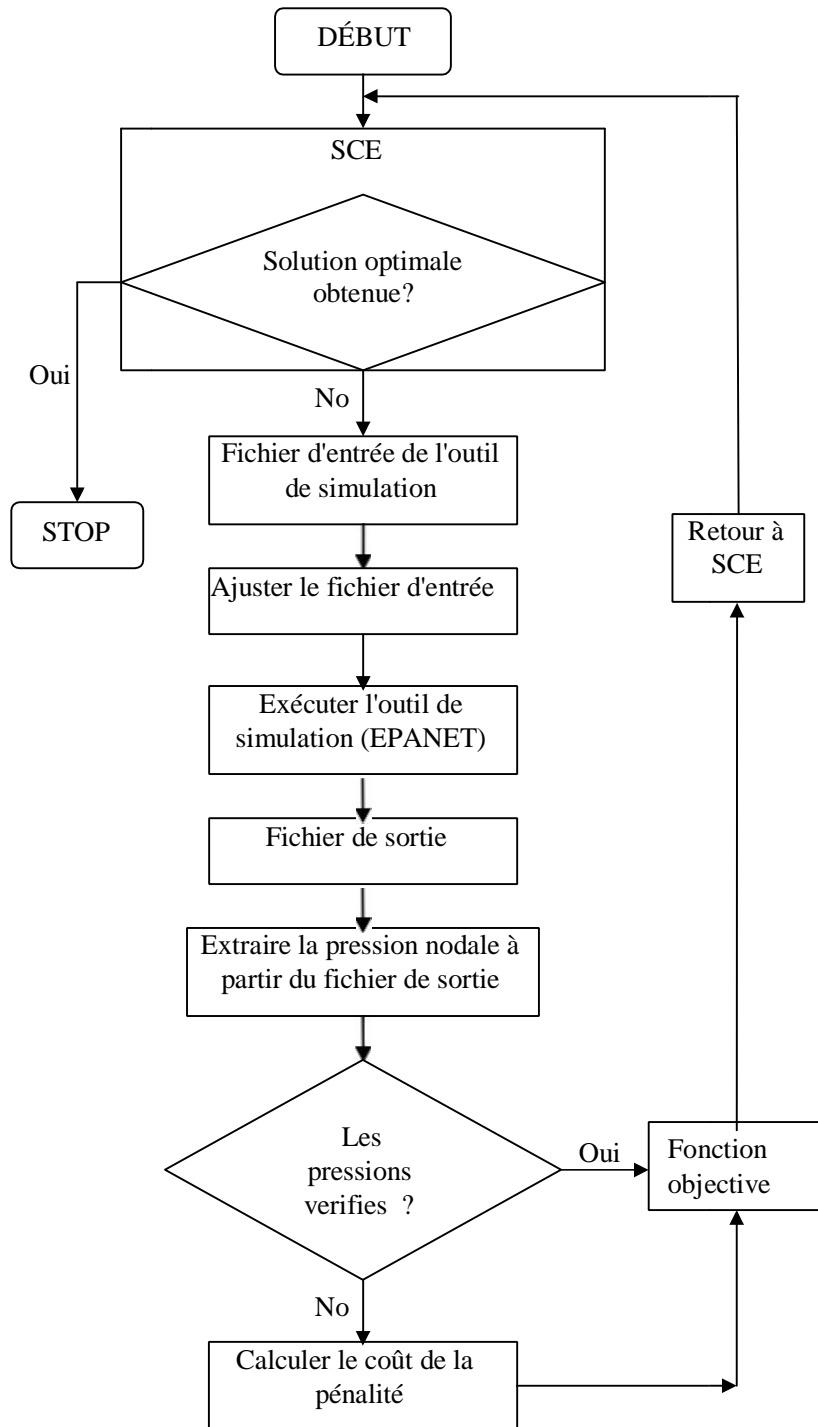 DÉBUT
SCE
Solution optimale
obtenue?
Oui
No
Fichier d'entrée de l'outil
de simulation
STOP
Retour à
SCE
Ajuster le fichier d'entrée
Exécuter l'outil de
simulation (EPANET)
Fichier de sortie
Extraire la pression nodale à
partir du fichier de sortie
Les
pressions
verifies ?
Oui
Fonction
objective
No
Calculer le coût de la
pénalité